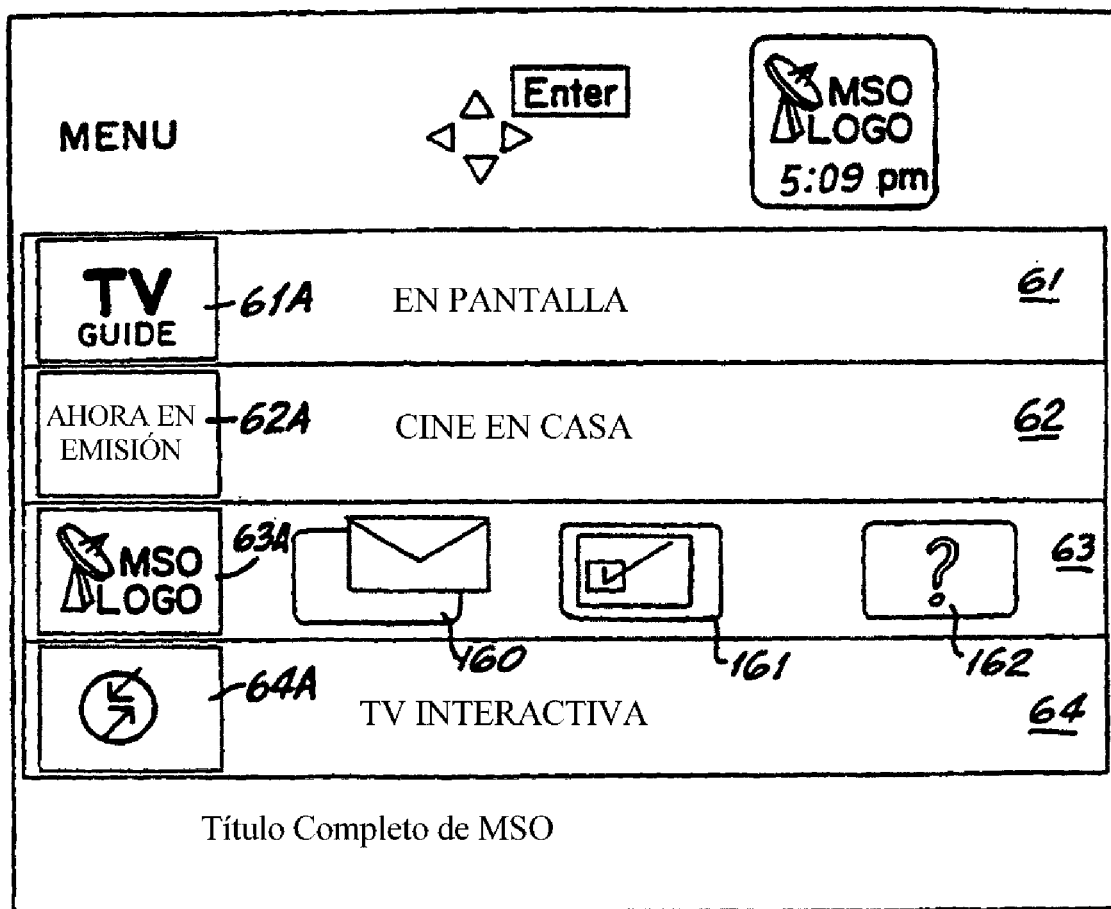 MENU
Enter
MSO
LOGO
5:09 pm
TV
GUIDE
61A
EN PANTALLA
61
AHORA EN
EMISIÓN
62A
CINE EN CASA
62
MSO
LOGO
63A
?
63
160
161
162
64A
TV INTERACTIVA
64
Título Completo de MSO